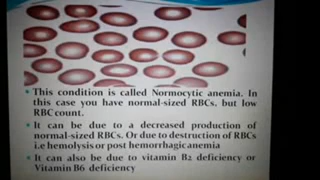 This condition is called Normocytic anemia. In
this case you have normal-sized RBCs, but low
RBC count.
It can be due to a decreased production of
normal-sized RBCs. Or due to destruction of RBCs
i.e hemolysis or post hemorrhagic anemia
It can also be due to vitamin B2 deficiency or
Vitamin B6 deficiency